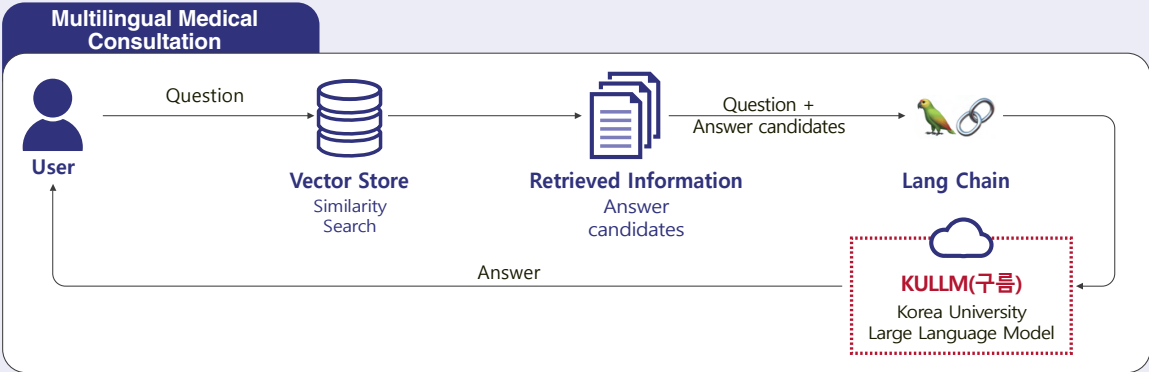 Multilingual Medical
Consultation
Question
User
Vector Store
Similarity
Search
Retrieved Information
Answer
candidates
Question +
Answer candidates
Lang Chain
Answer
KULLM(구름)
Korea University
Large Language Model